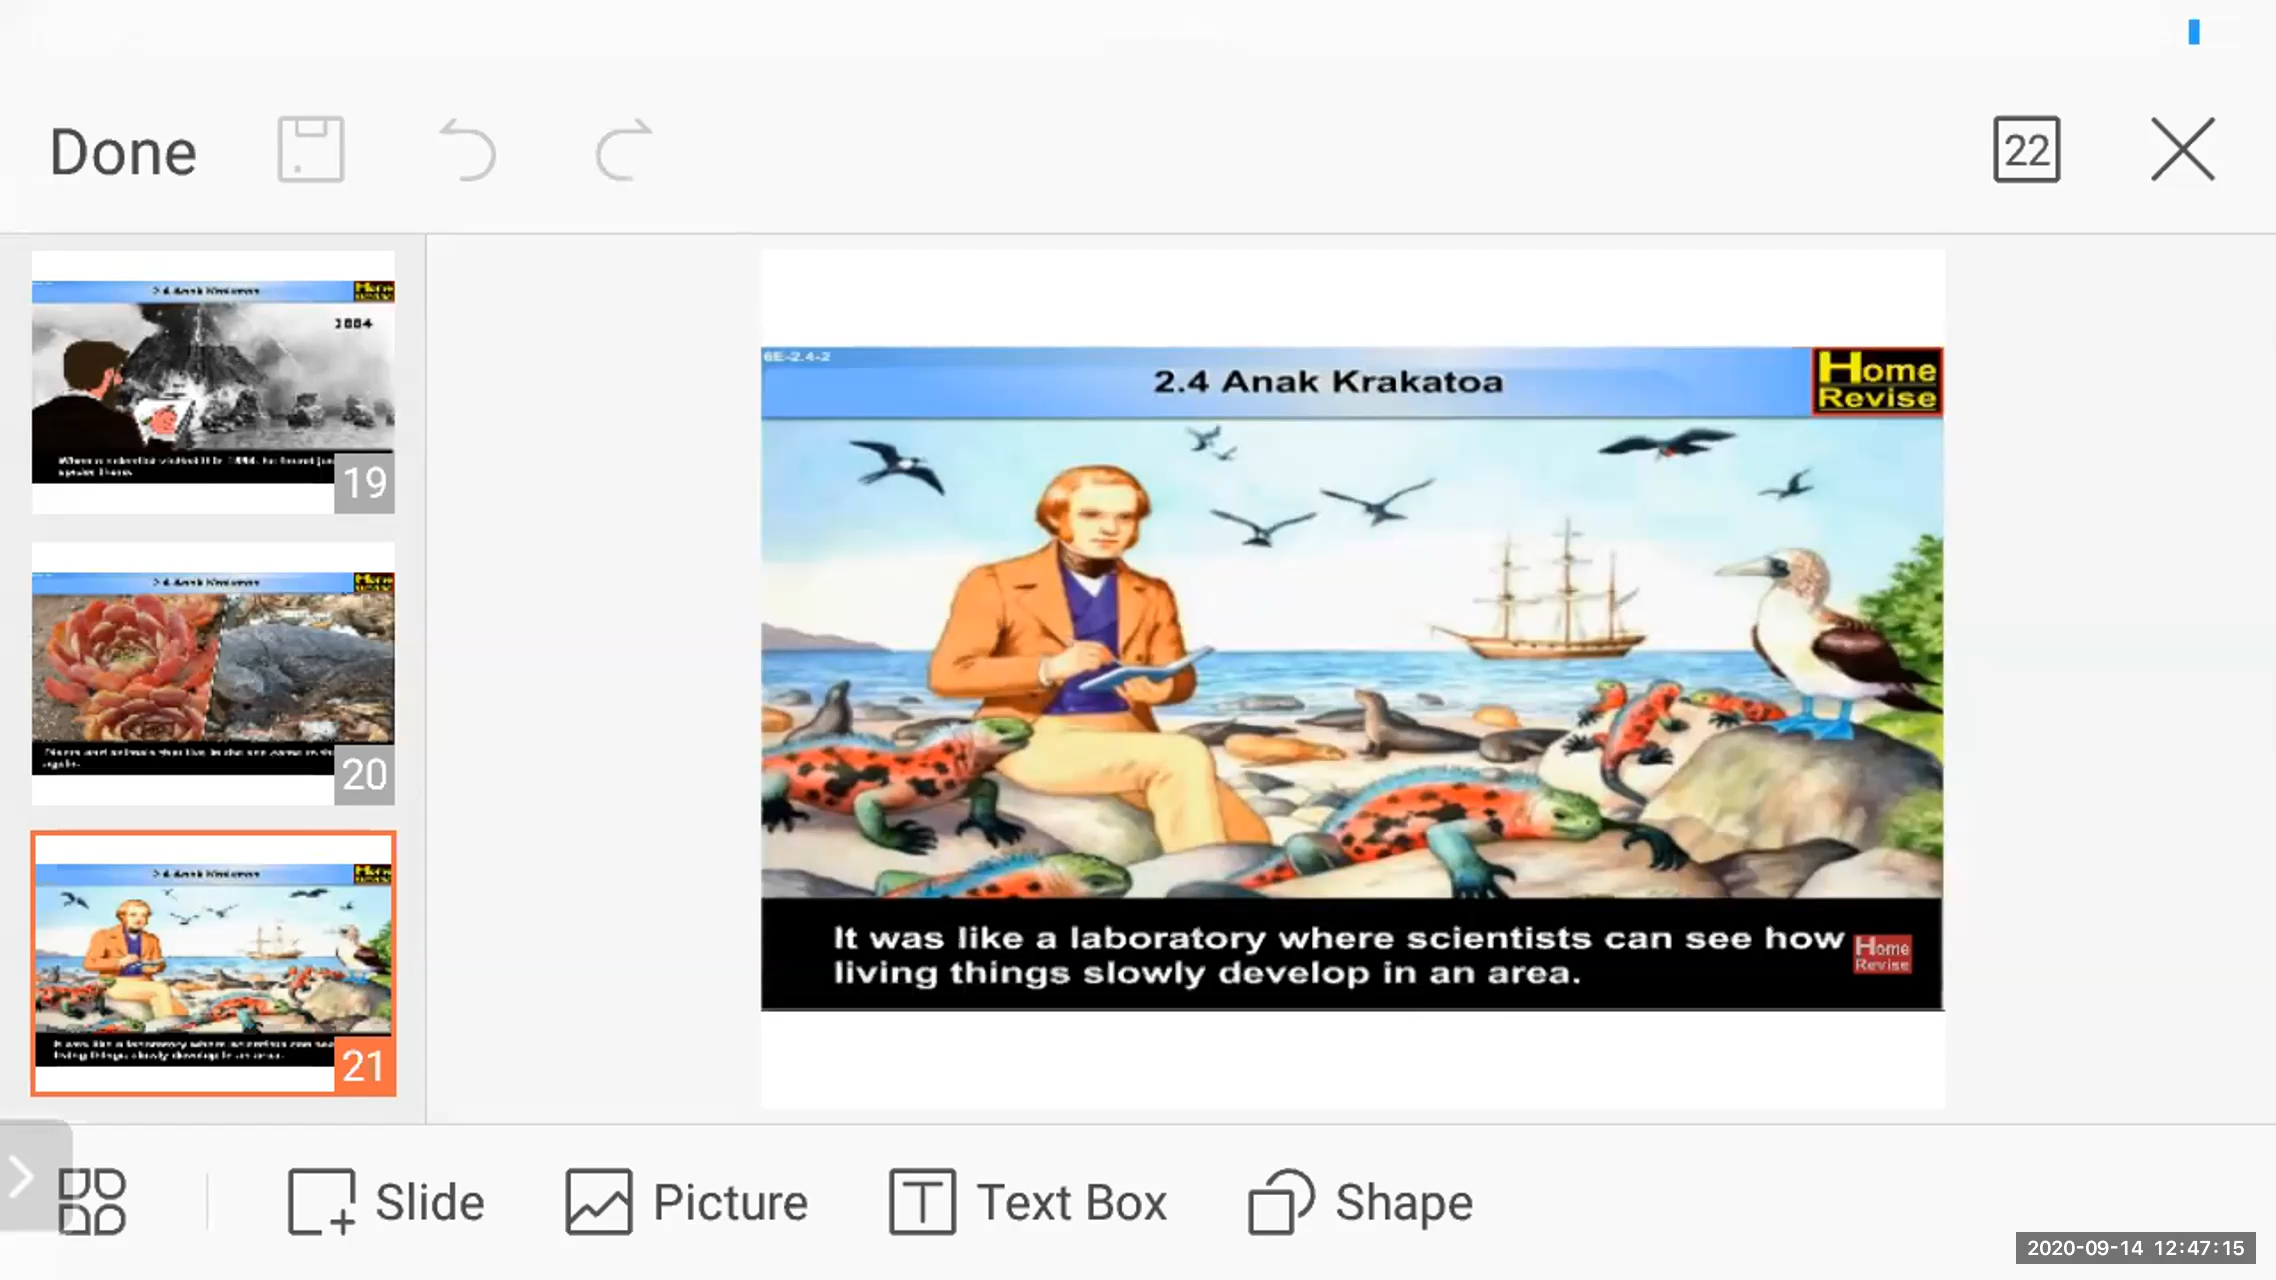 Done
22
1884
19
20
21
6E-2.4-2
2.4 Anak Krakatoa
Home
Revise
It was like a laboratory where scientists can see how
living things slowly develop in an area.
Home
Revise
Slide
Picture
Text Box
Shape
2020-09-14 12:47:15